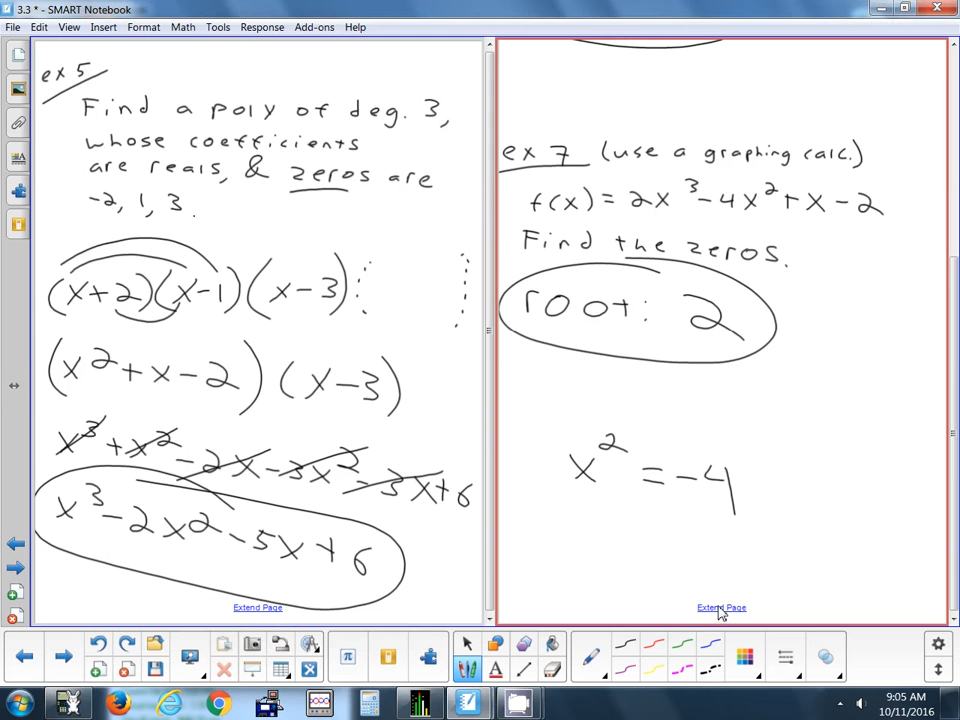 3.3 * - SMART Notebook
File Edit View Insert Format Math Tools Response Add-ons Help
ex 5
Find a poly of deg. 3,
whose coefficients
are reals, & zeros are
-2, 1, 3.
(x+2)(x-1)(x-3)
(x²+x-2)(x-3)
x³+x²-2x-3x²-3x+6
x³-2x²-5x+6
Extend Page
ex 7 (use a graphing calc.)
f(x)=2x³-4x²+x-2
Find the zeros.
root: 2
x²=-4
Extend Page
9:05 AM
10/11/2016